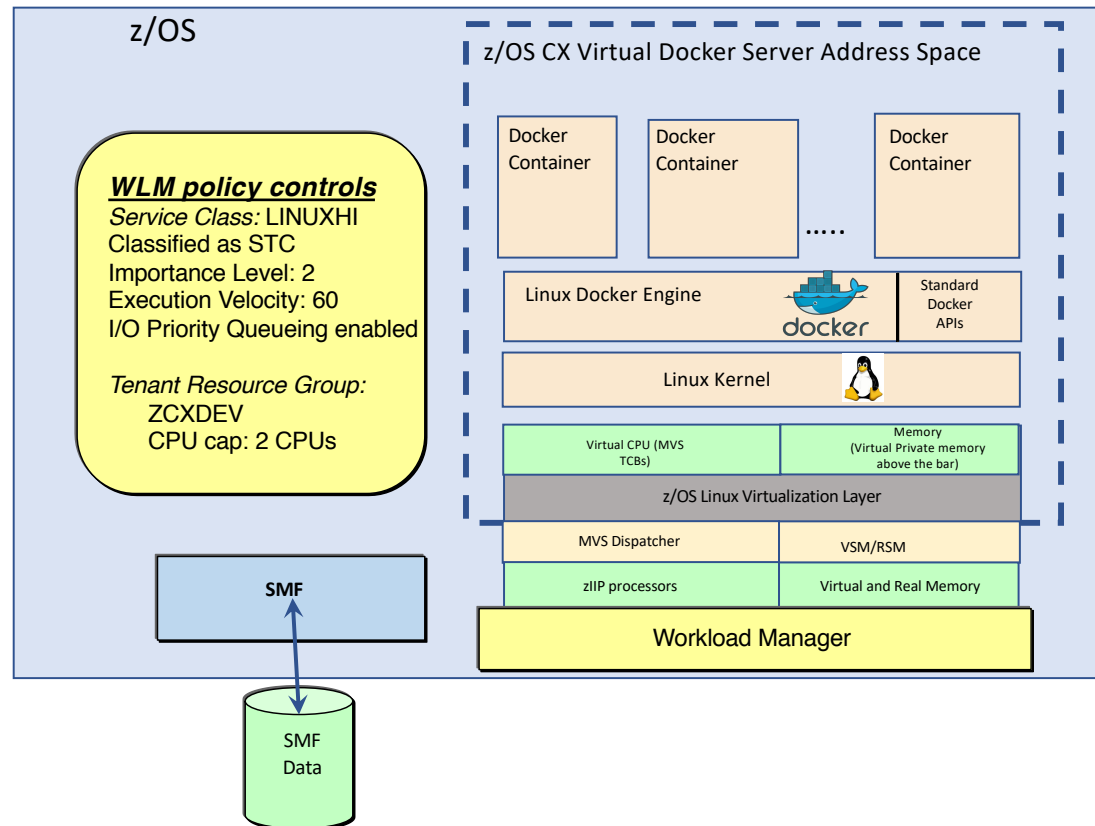 z/OS
z/OS CX Virtual Docker Server Address Space
Docker
Container
Docker
Container
Docker
Container
.....
WLM policy controls
Service Class: LINUXHI
Classified as STC
Importance Level: 2
Execution Velocity: 60
I/O Priority Queueing enabled
Tenant Resource Group:
ZCXDEV
CPU cap: 2 CPUs
Linux Docker Engine
docker
Standard
Docker
APIs
Linux Kernel
Virtual CPU (MVS
TCBs)
Memory
(Virtual Private memory
above the bar)
z/OS Linux Virtualization Layer
MVS Dispatcher
VSM/RSM
zIIP processors
Virtual and Real Memory
Workload Manager
SMF
SMF
Data